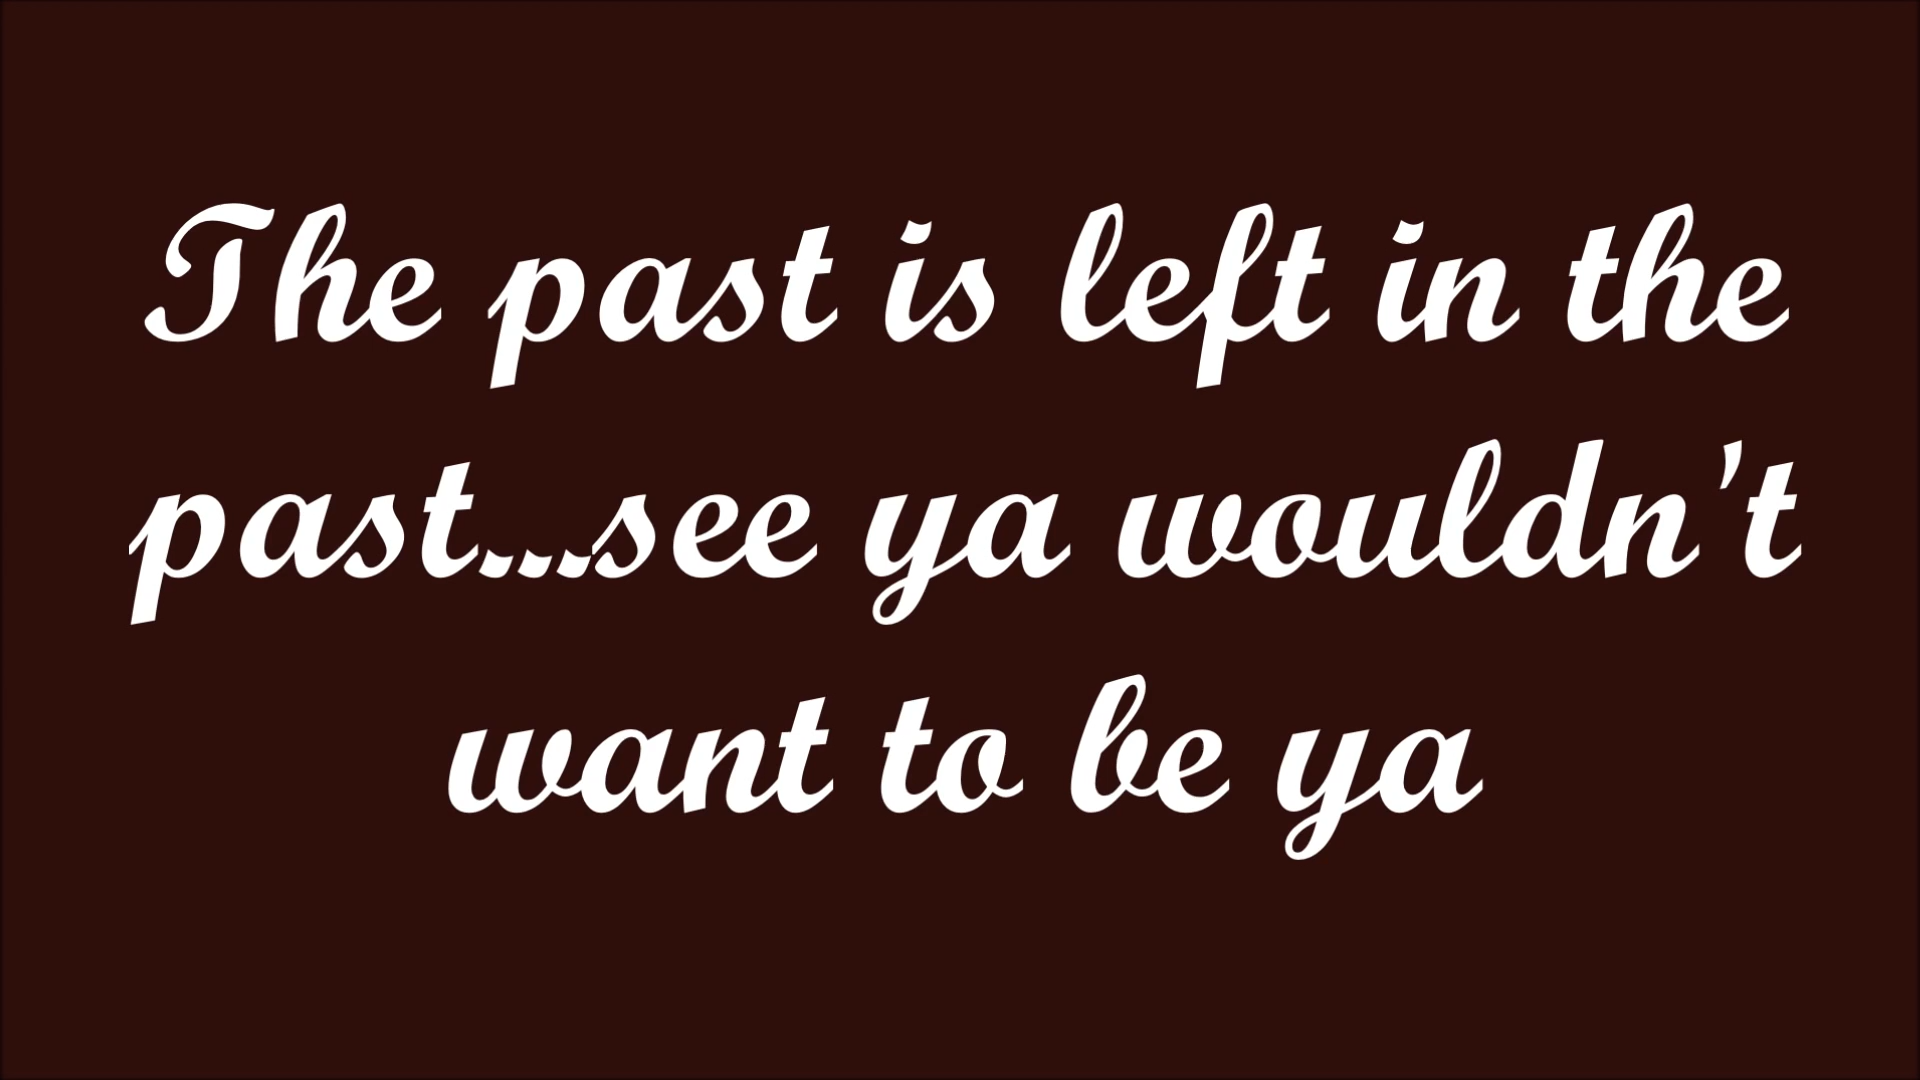 The past is left in the
past...see ya wouldn't
want to be ya